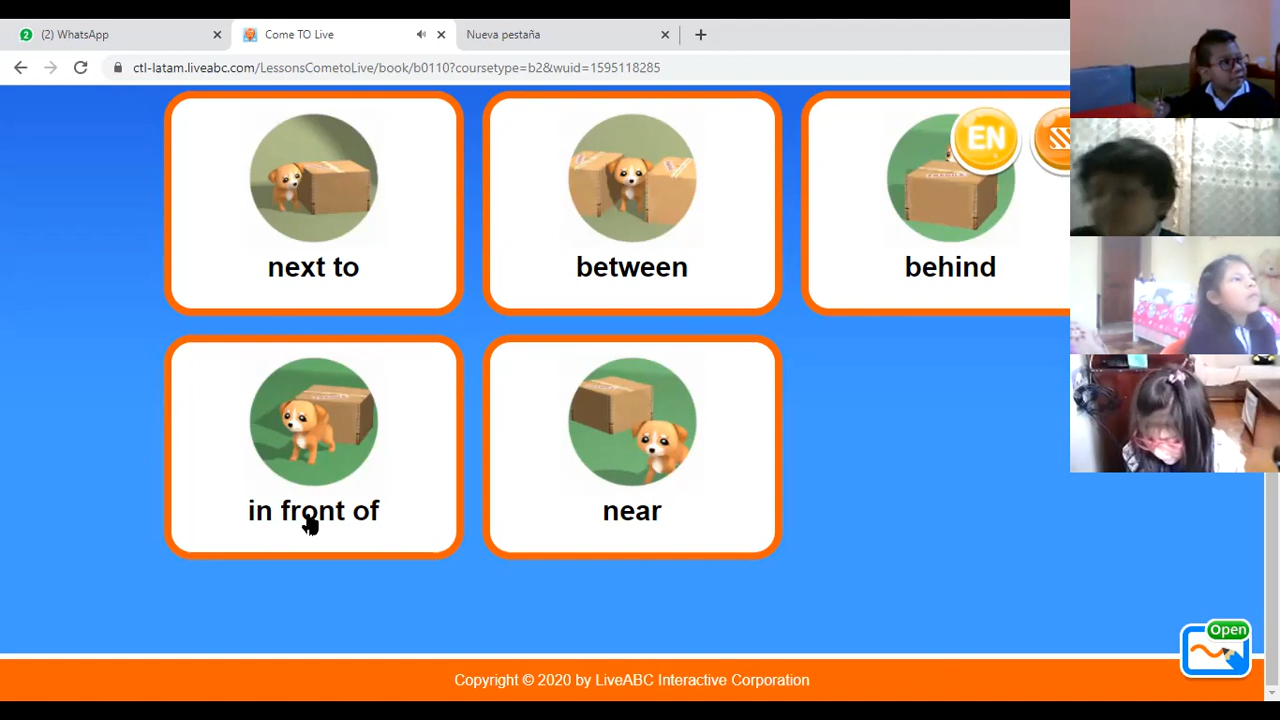 2 (2) WhatsApp
Come TO Live
Nueva pestaña
ctl-latam.liveabc.com/LessonsCometoLive/book/b0110?coursetype=b2&wuid=1595118285
EN
next to
between
behind
in front of
near
Open
Copyright © 2020 by LiveABC Interactive Corporation